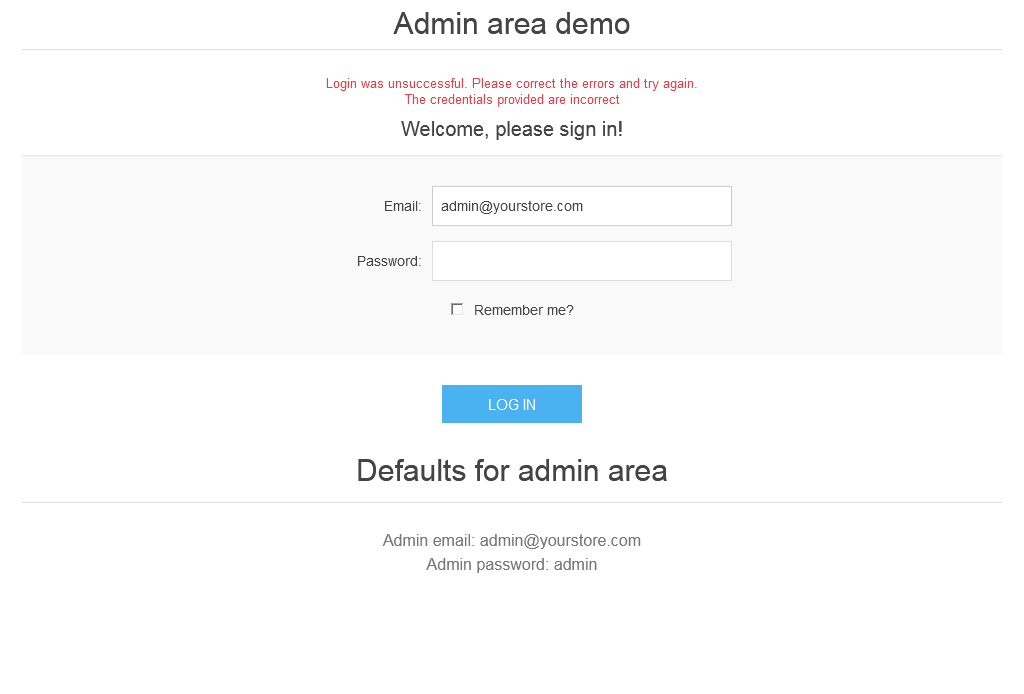 Admin area demo
Login was unsuccessful. Please correct the errors and try again.
The credentials provided are incorrect
Welcome, please sign in!
Email: admin@yourstore.com
Password:
Remember me?
LOG IN
Defaults for admin area
Admin email: admin@yourstore.com
Admin password: admin